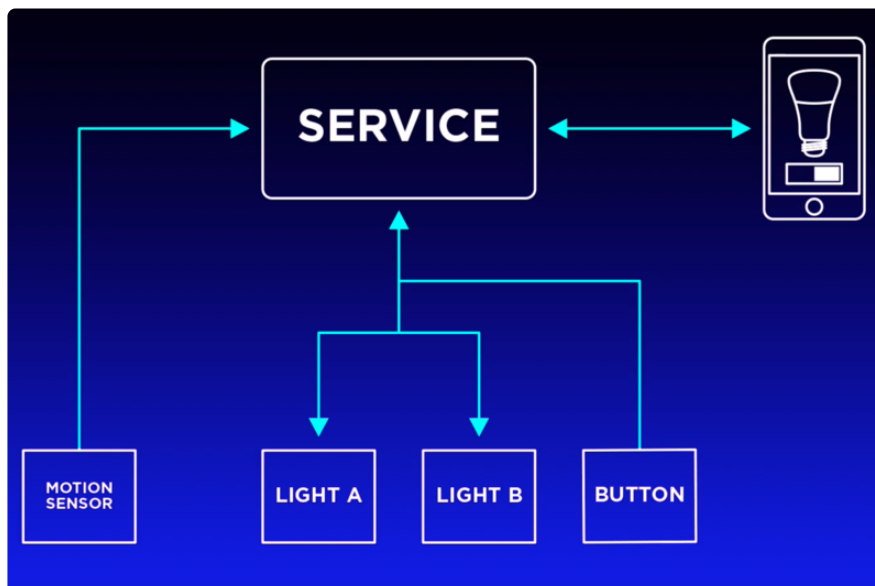 SERVICE
MOTION
SENSOR
LIGHT A
LIGHT B
BUTTON